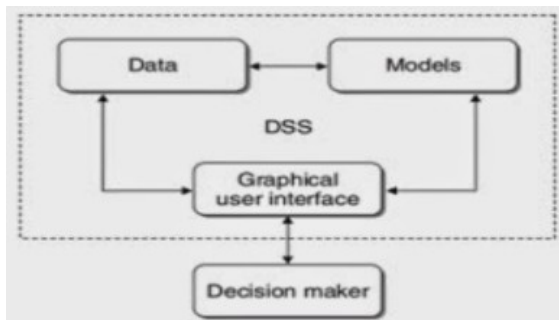 Data
Models
DSS
Graphical
user interface
Decision maker